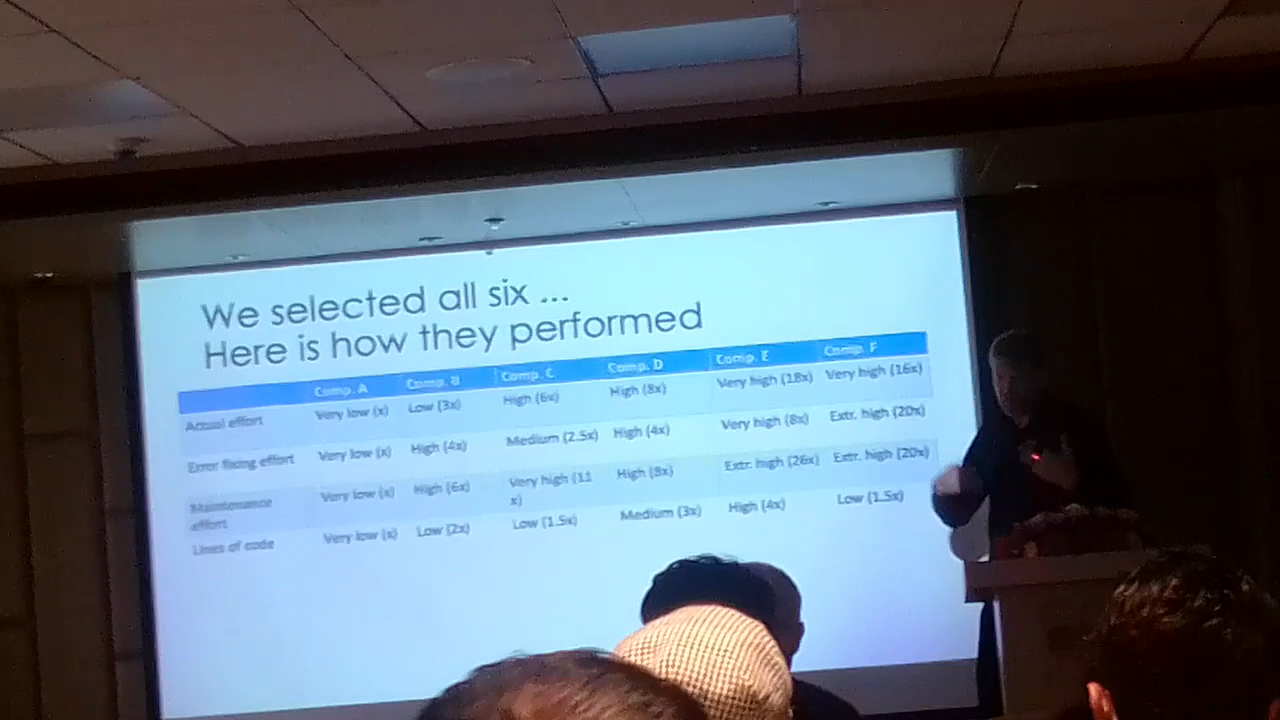 We selected all six ...
Here is how they performed
Comp. A Comp. B Comp. C Comp. D Comp. E Comp. F
Actual effort Very low (x) Low (3x) High (6x) High (8x) Very high (18x) Very high (16x)
Error fixing effort Very low (x) High (4x) Medium (2.5x) High (4x) Very high (8x) Extr. high (20x)
Maintenance effort Very low (x) High (6x) Very high (11 x) High (8x) Extr. high (26x) Extr. high (20x)
Lines of code Very low (x) Low (2x) Low (1.5x) Medium (3x) High (4x) Low (1.5x)